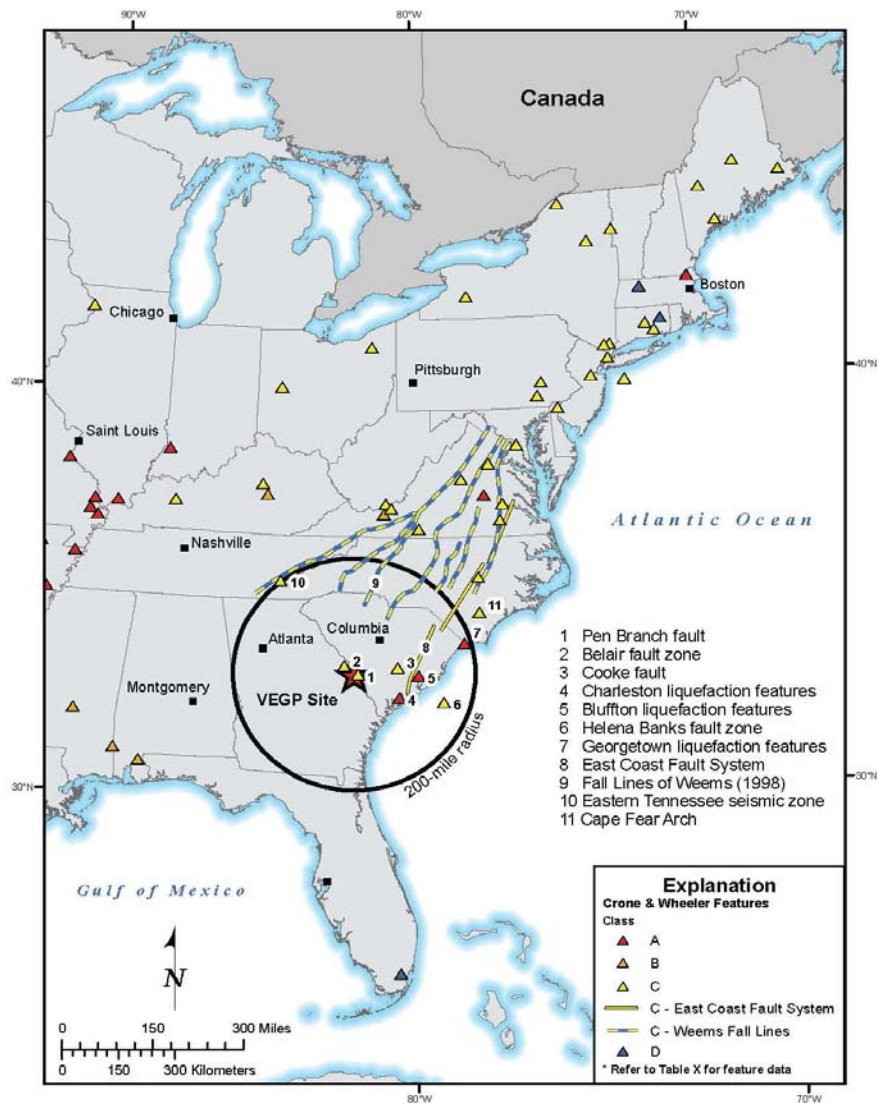 90°W
80°W
70°W
Canada
Boston
Chicago
40°N
40°N
Pittsburgh
Saint Louis
Nashville
Atlantic Ocean
10
9
11
Columbia
Atlanta
7
8
2
3
1
5
Montgomery
VEGP Site
4
6
200-mile radius
1 Pen Branch fault
2 Belair fault zone
3 Cooke fault
4 Charleston liquefaction features
5 Bluffton liquefaction features
6 Helena Banks fault zone
7 Georgetown liquefaction features
8 East Coast Fault System
9 Fall Lines of Weems (1998)
10 Eastern Tennessee seismic zone
11 Cape Fear Arch
30°N
30°N
Gulf of Mexico
N
0 150 300 Miles
0 150 300 Kilometers
Explanation
Crone & Wheeler Features
Class
A
B
C
C - East Coast Fault System
C - Weems Fall Lines
D
* Refer to Table X for feature data
80°W
70°W